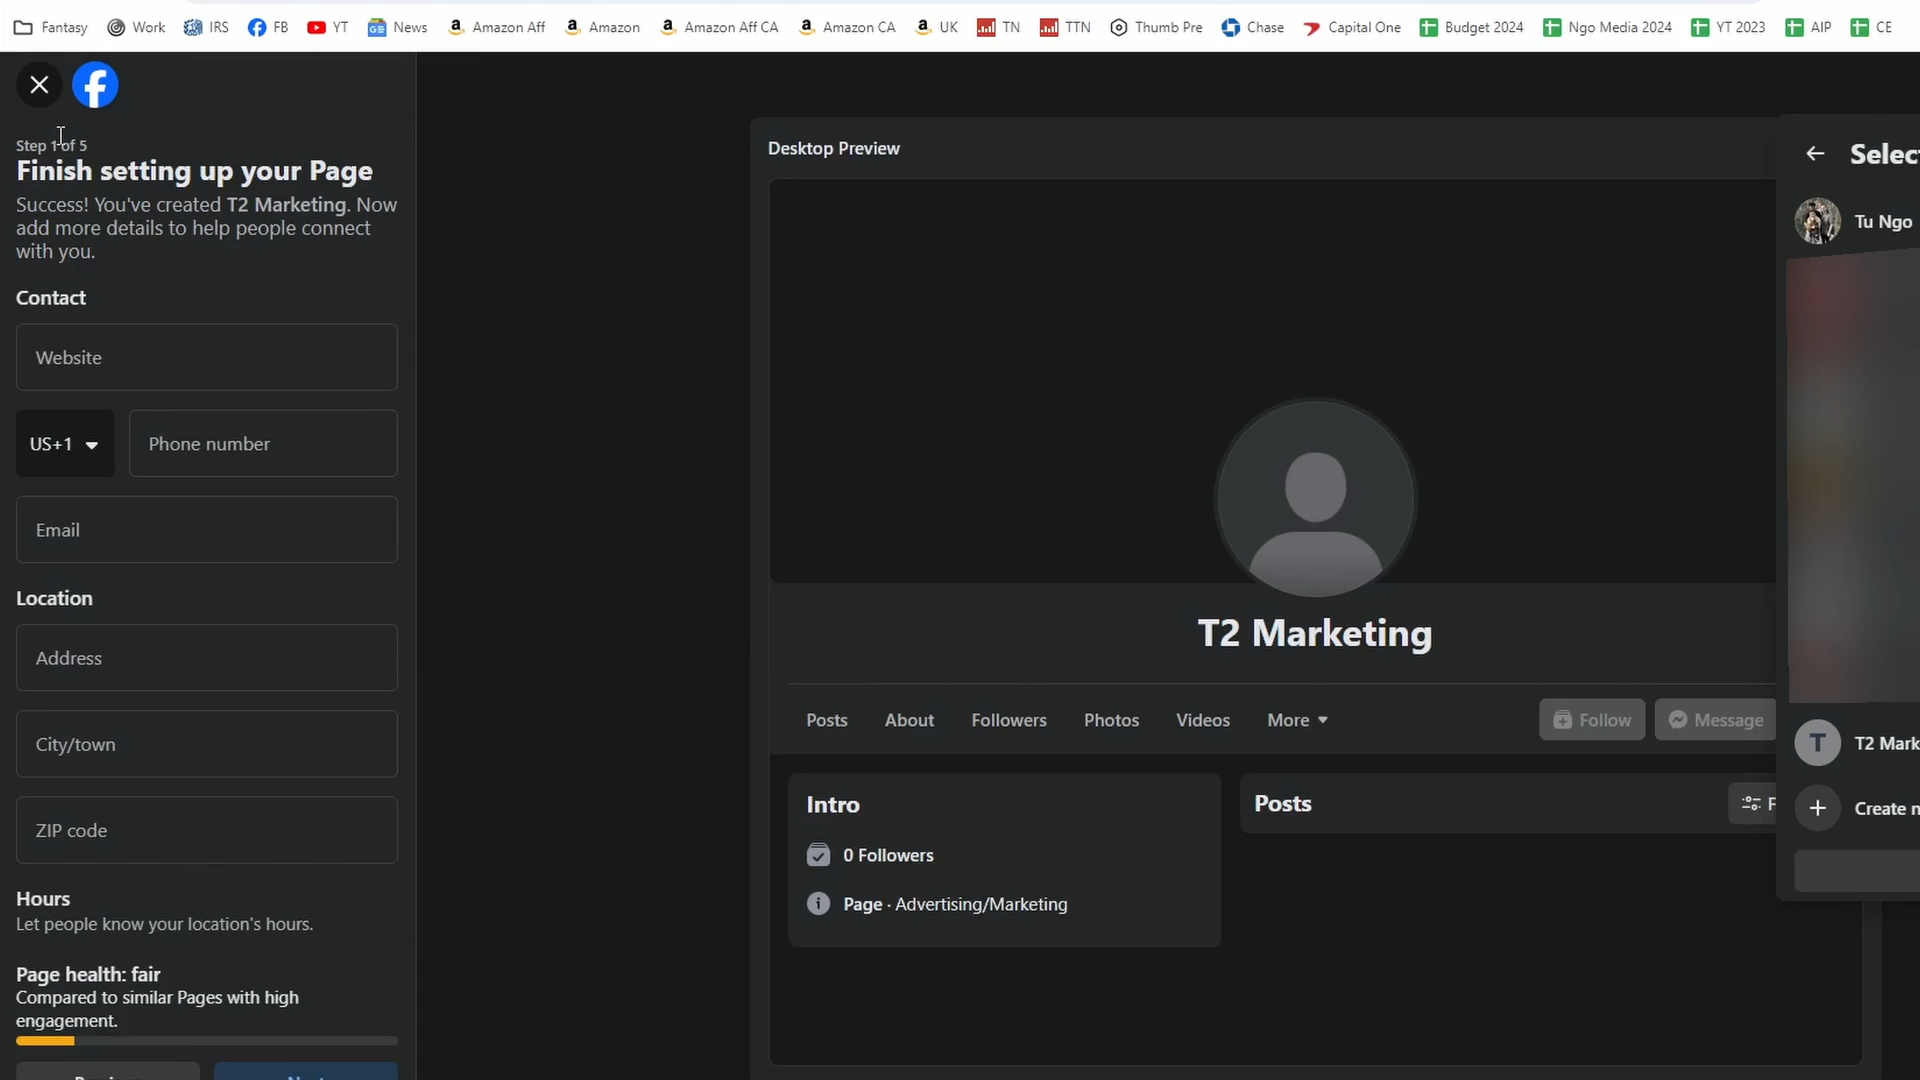 Fantasy Work IRS FB YT News Amazon Aff Amazon Amazon Aff CA Amazon CA UK TN TTN Thumb Pre Chase Capital One Budget 2024 Ngo Media 2024 YT 2023 AIP CE
Step 1 of 5
Finish setting up your Page
Success! You've created T2 Marketing. Now
add more details to help people connect
with you.
Contact
Website
US+1 Phone number
Email
Location
Address
City/town
ZIP code
Hours
Let people know your location's hours.
Page health: fair
Compared to similar Pages with high
engagement.
Next
Desktop Preview
T2 Marketing
Posts About Followers Photos Videos More Follow Message
Intro
0 Followers
Page · Advertising/Marketing
Posts
F
Selec
Tu Ngo
T
T2 Mark
Create n